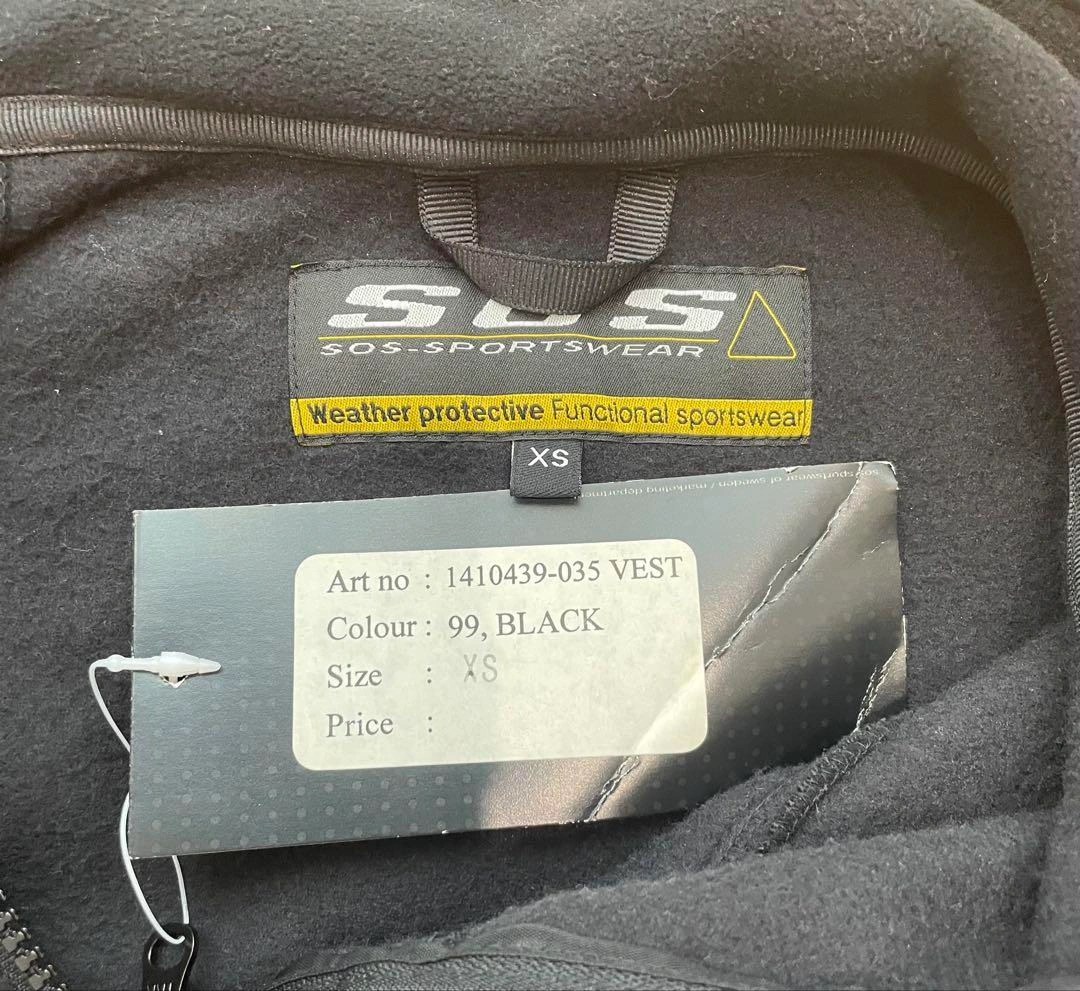 SOS
SOS-SPORTSWEAR
Weather protective Functional sportswear
XS
sos sportswear of sweden / marketing departme
Art no : 1410439-035 VEST
Colour : 99, BLACK
Size : XS
Price :